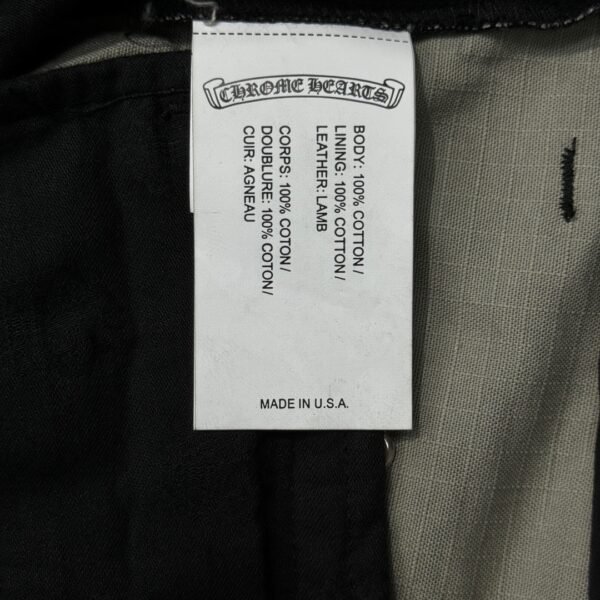 CHROME HEARTS
BODY: 100% COTTON /
LINING: 100% COTTON /
LEATHER: LAMB
CORPS: 100% COTON /
DOUBLURE: 100% COTON /
CUIR: AGNEAU
MADE IN U.S.A.